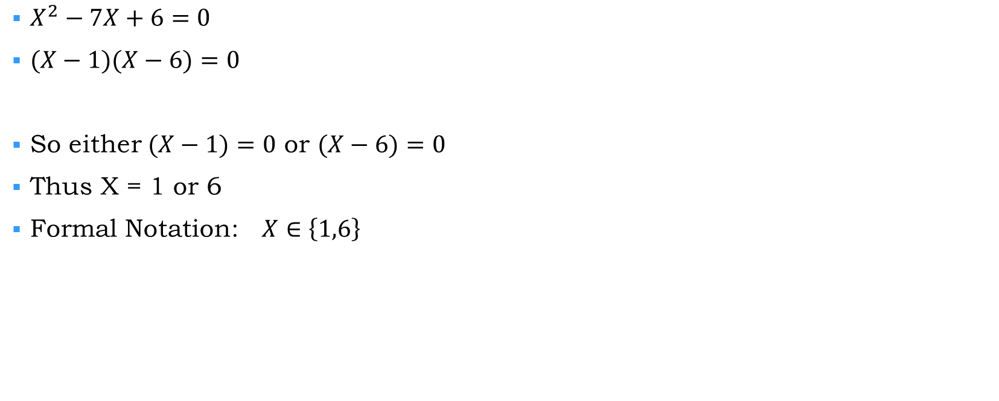 ▪ X² – 7X + 6 = 0
▪ (X – 1)(X – 6) = 0
▪ So either (X – 1) = 0 or (X – 6) = 0
▪ Thus X = 1 or 6
▪ Formal Notation: X ∈ {1,6}